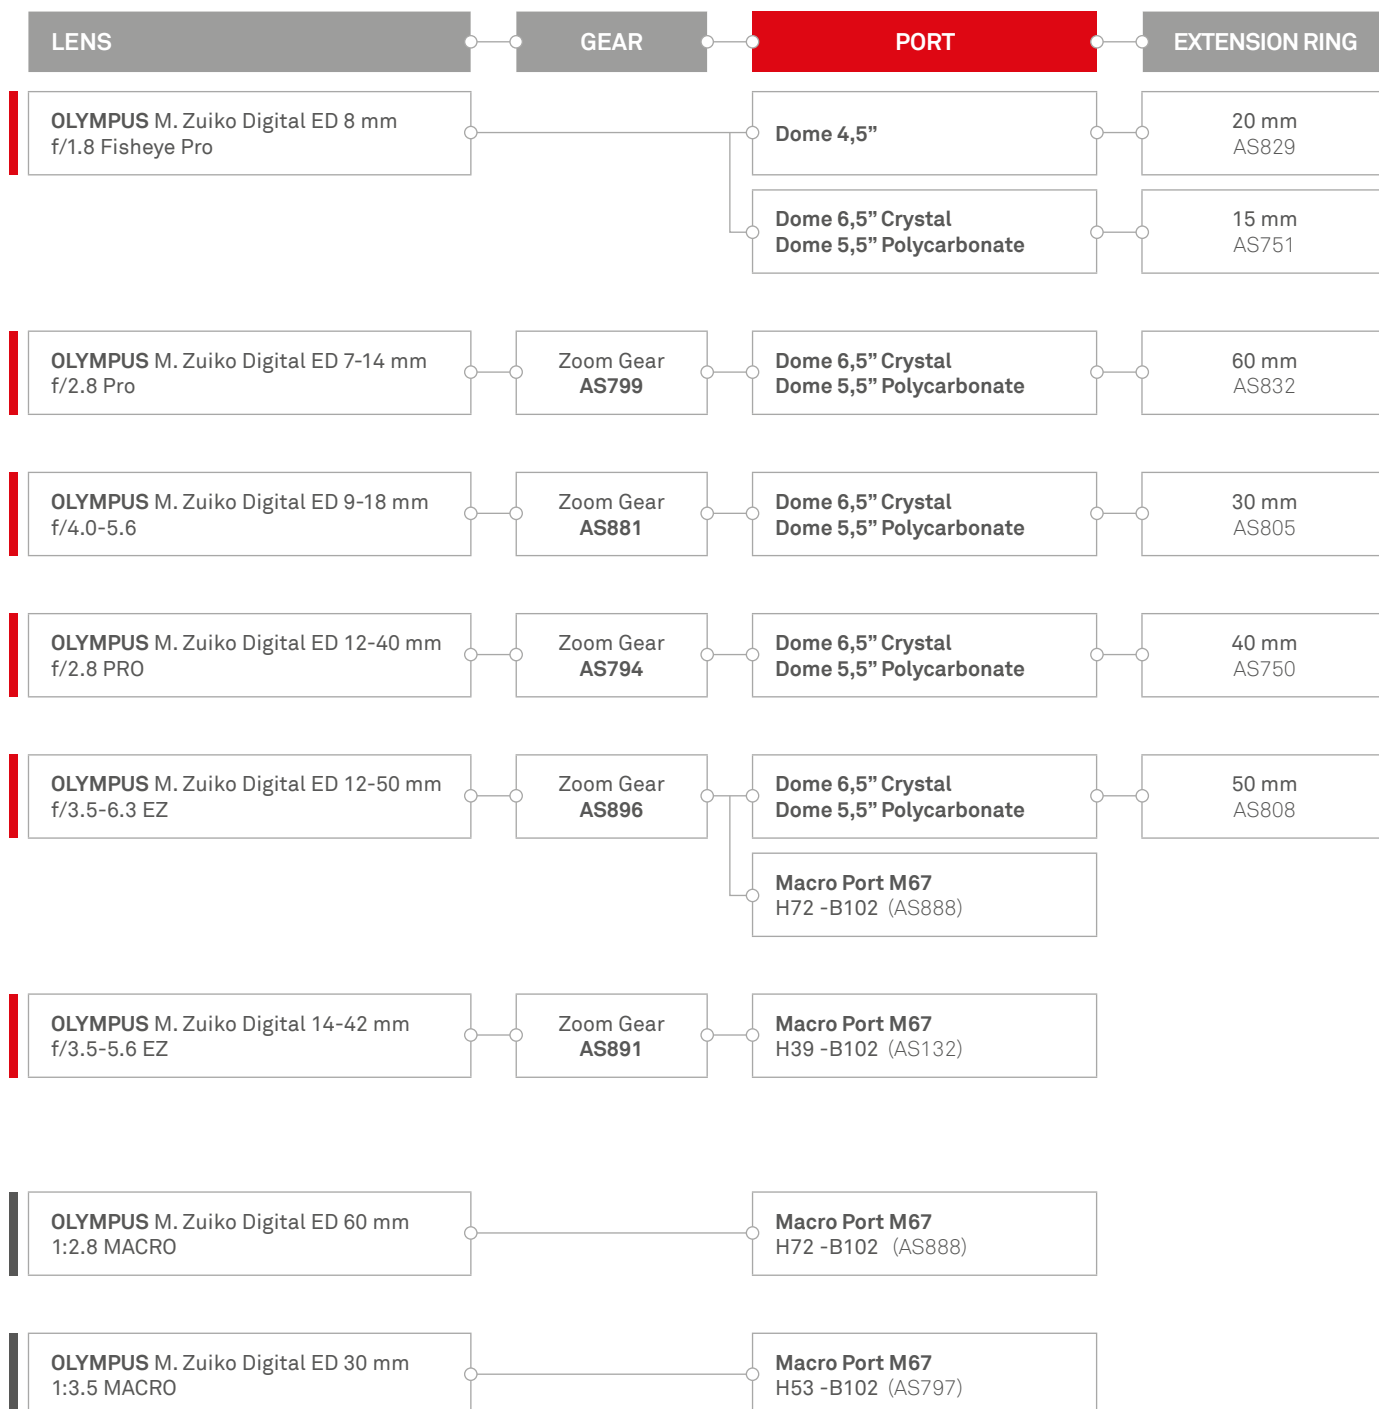 LENS GEAR PORT EXTENSION RING
OLYMPUS M. Zuiko Digital ED 8 mm
f/1.8 Fisheye Pro
Dome 4,5”
20 mm
AS829
Dome 6,5” Crystal
Dome 5,5” Polycarbonate
15 mm
AS751
OLYMPUS M. Zuiko Digital ED 7-14 mm
f/2.8 Pro
Zoom Gear
AS799
Dome 6,5” Crystal
Dome 5,5” Polycarbonate
60 mm
AS832
OLYMPUS M. Zuiko Digital ED 9-18 mm
f/4.0-5.6
Zoom Gear
AS881
Dome 6,5” Crystal
Dome 5,5” Polycarbonate
30 mm
AS805
OLYMPUS M. Zuiko Digital ED 12-40 mm
f/2.8 PRO
Zoom Gear
AS794
Dome 6,5” Crystal
Dome 5,5” Polycarbonate
40 mm
AS750
OLYMPUS M. Zuiko Digital ED 12-50 mm
f/3.5-6.3 EZ
Zoom Gear
AS896
Dome 6,5” Crystal
Dome 5,5” Polycarbonate
50 mm
AS808
Macro Port M67
H72 -B102 (AS888)
OLYMPUS M. Zuiko Digital 14-42 mm
f/3.5-5.6 EZ
Zoom Gear
AS891
Macro Port M67
H39 -B102 (AS132)
OLYMPUS M. Zuiko Digital ED 60 mm
1:2.8 MACRO
Macro Port M67
H72 -B102 (AS888)
OLYMPUS M. Zuiko Digital ED 30 mm
1:3.5 MACRO
Macro Port M67
H53 -B102 (AS797)